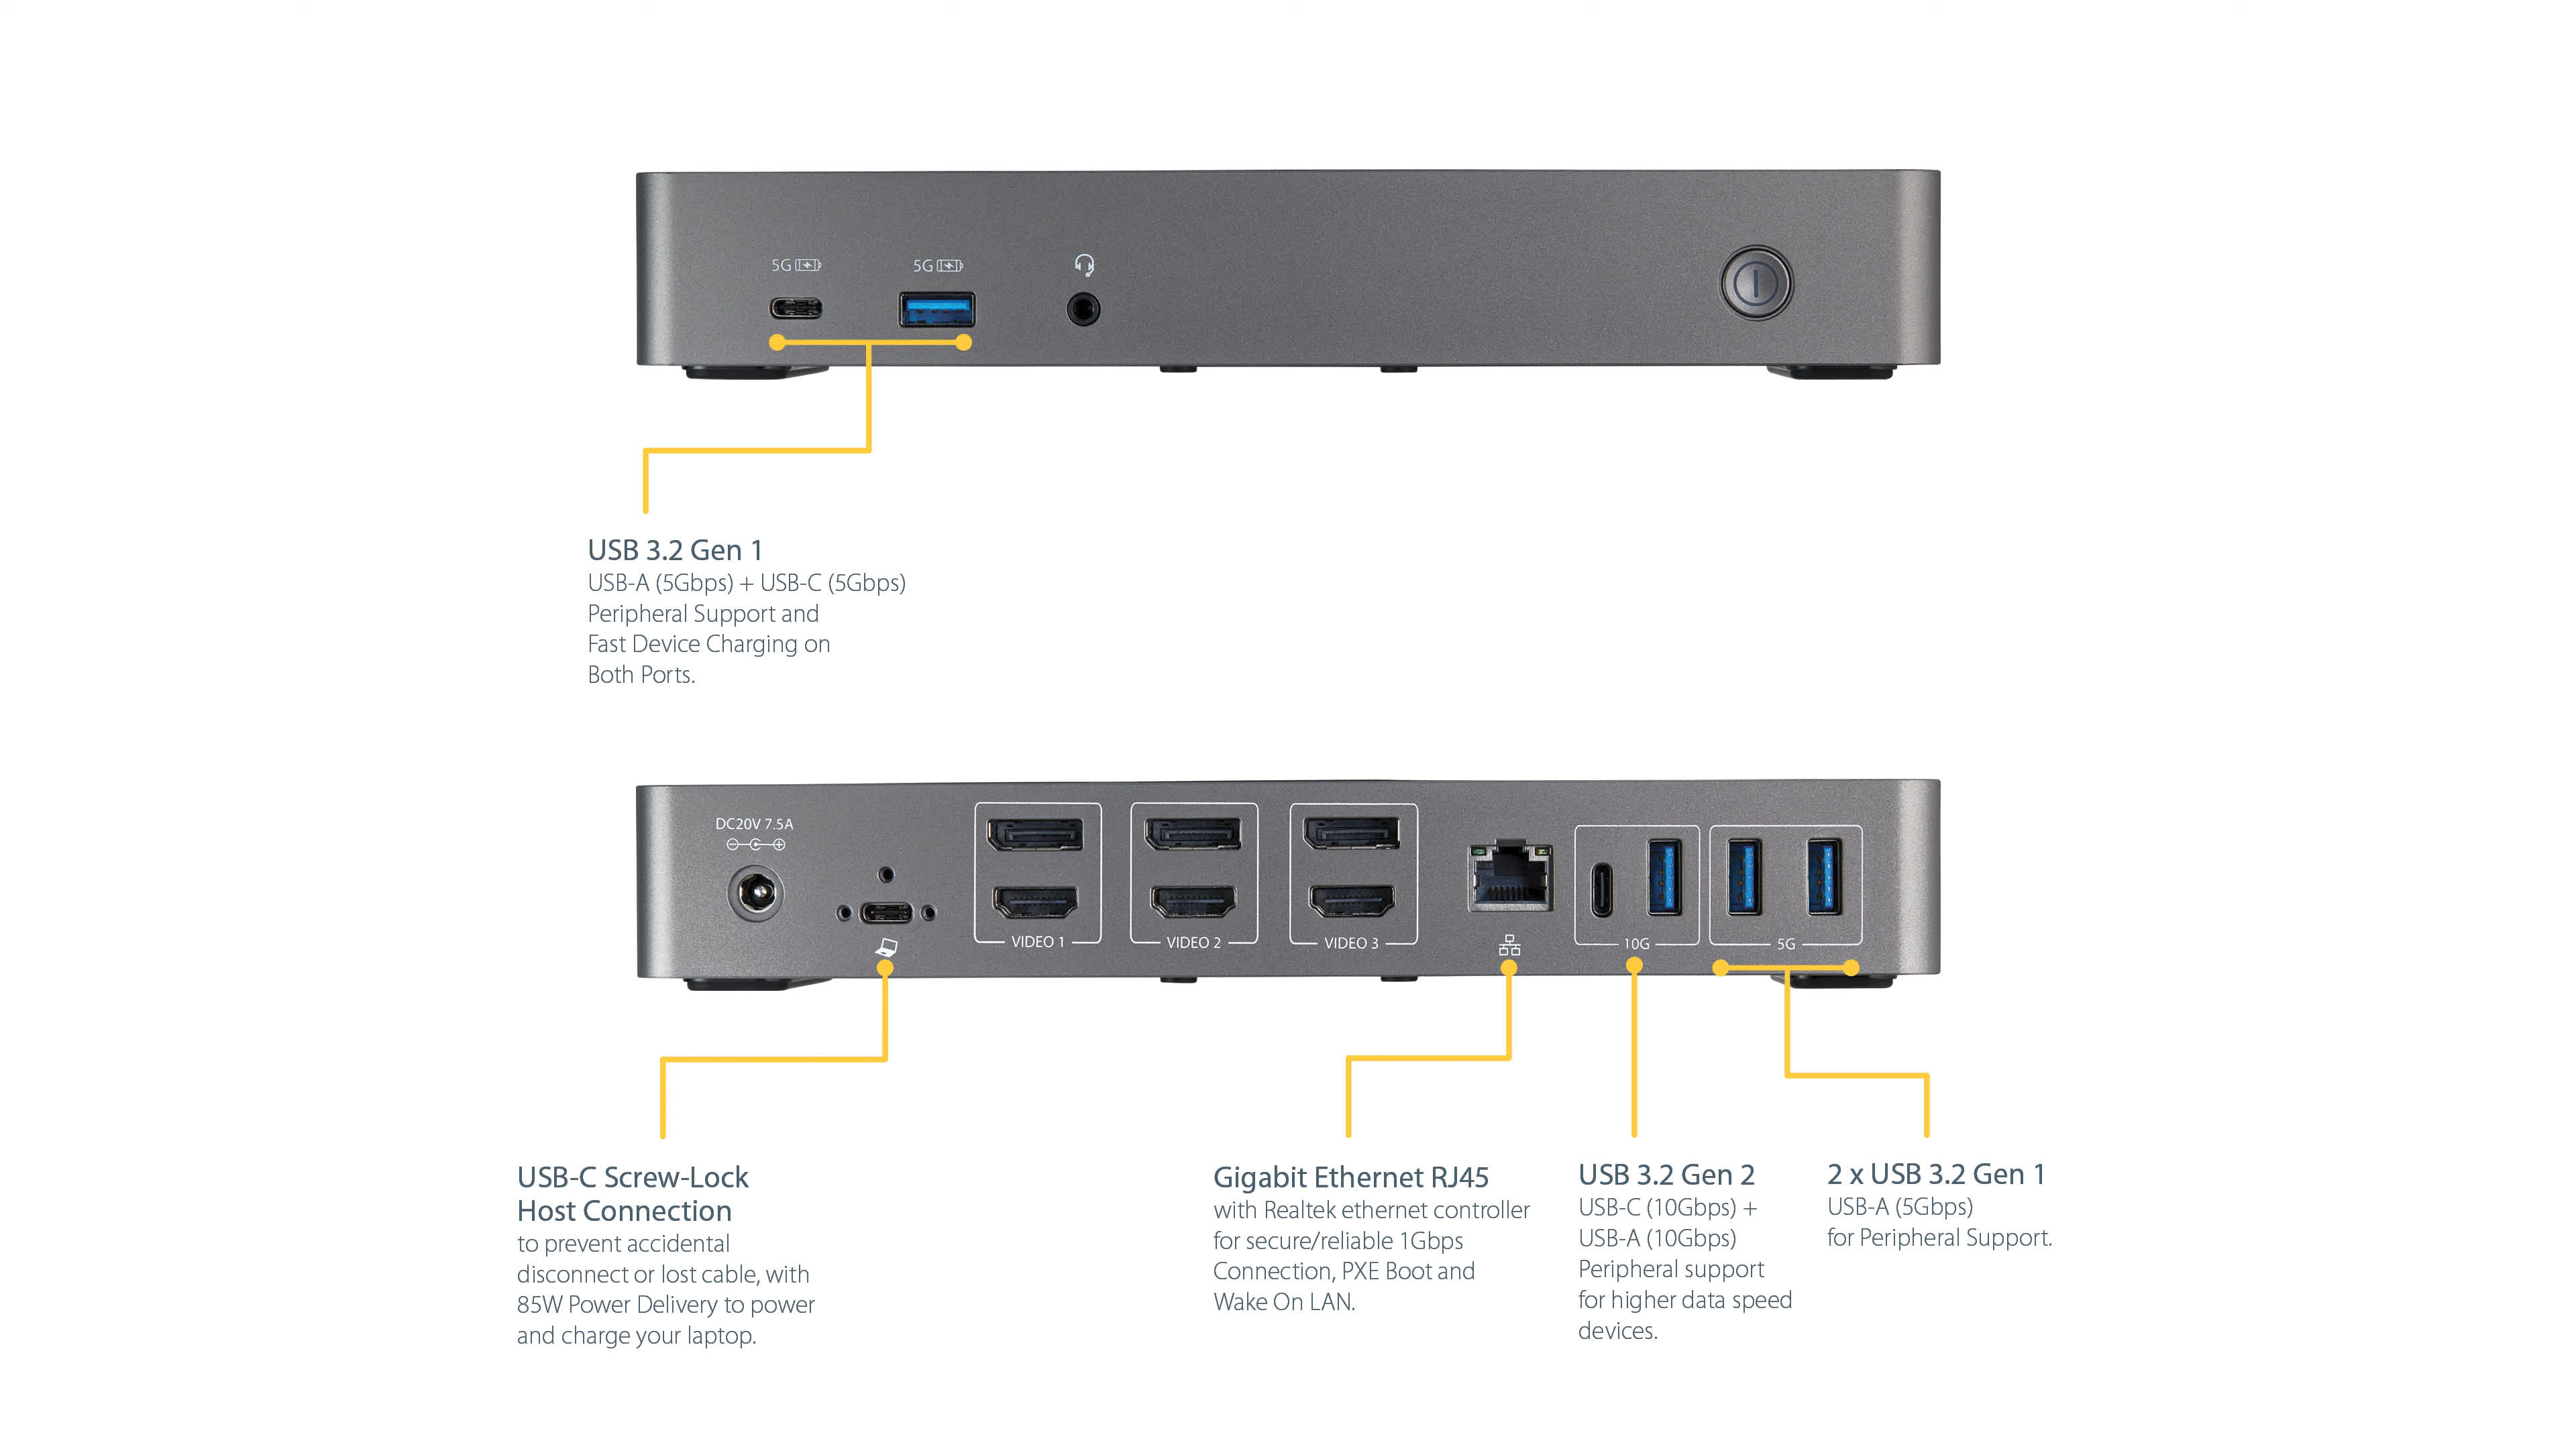 5G
5G
USB 3.2 Gen 1
USB-A (5Gbps) + USB-C (5Gbps)
Peripheral Support and
Fast Device Charging on
Both Ports.
DC20V 7.5A
VIDEO 1
VIDEO 2
VIDEO 3
10G
5G
USB-C Screw-Lock
Host Connection
to prevent accidental
disconnect or lost cable, with
85W Power Delivery to power
and charge your laptop.
Gigabit Ethernet RJ45
with Realtek ethernet controller
for secure/reliable 1Gbps
Connection, PXE Boot and
Wake On LAN.
USB 3.2 Gen 2
USB-C (10Gbps) +
USB-A (10Gbps)
Peripheral support
for higher data speed
devices.
2 x USB 3.2 Gen 1
USB-A (5Gbps)
for Peripheral Support.